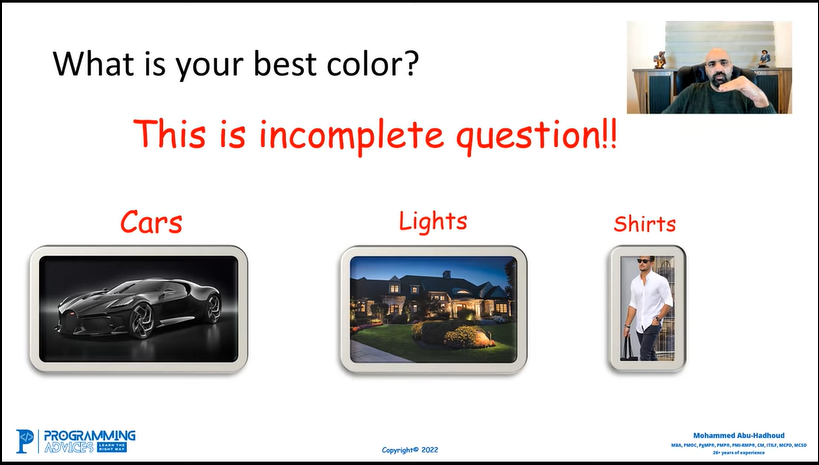 What is your best color?
This is incomplete question!!
Cars
Lights
Shirts
PROGRAMMING
ADVICES LEARN THE RIGHT WAY
Copyright© 2022
Mohammed Abu-Hadhoud
MBA, PMOC, PgMP®, PMP®, PMI-RMP®, CM, ITILF, MCPD, MCSD
26+ years of experience